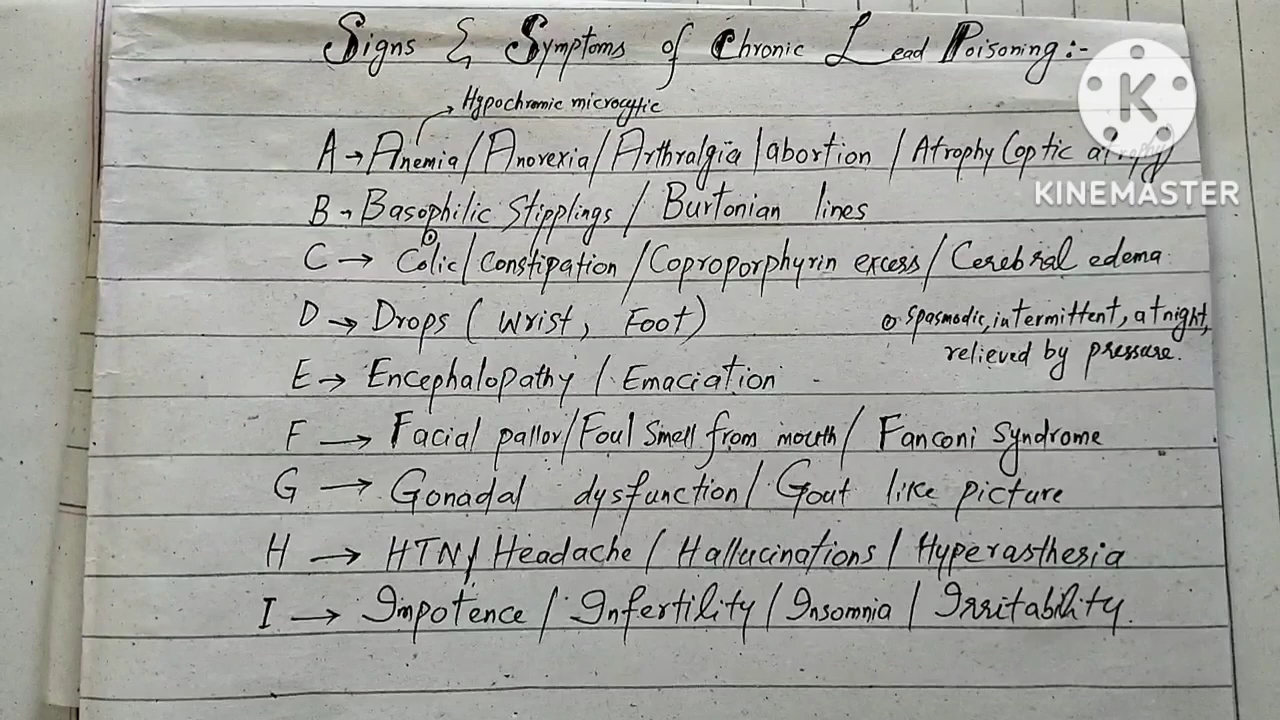 Signs & Symptoms of Chronic Lead Poisoning:-
K
KINEMASTER
Hypochromic microcytic
A → Anemia / Anorexia / Arthralgia / abortion / Atrophy (optic atrophy)
B → Basophilic Stipplings / Burtonian lines
C → Colic / Constipation / Coproporphyrin excess / Cerebral edema
D → Drops ( Wrist, Foot)
⊙ spasmodic, intermittent, at night,
relieved by pressure.
E → Encephalopathy / Emaciation
F → Facial pallor / Foul Smell from mouth / Fanconi Syndrome
G → Gonadal dysfunction / Gout like picture
H → HTN / Headache / Hallucinations / Hyperasthesia
I → Impotence / Infertility / Insomnia / Irritability.